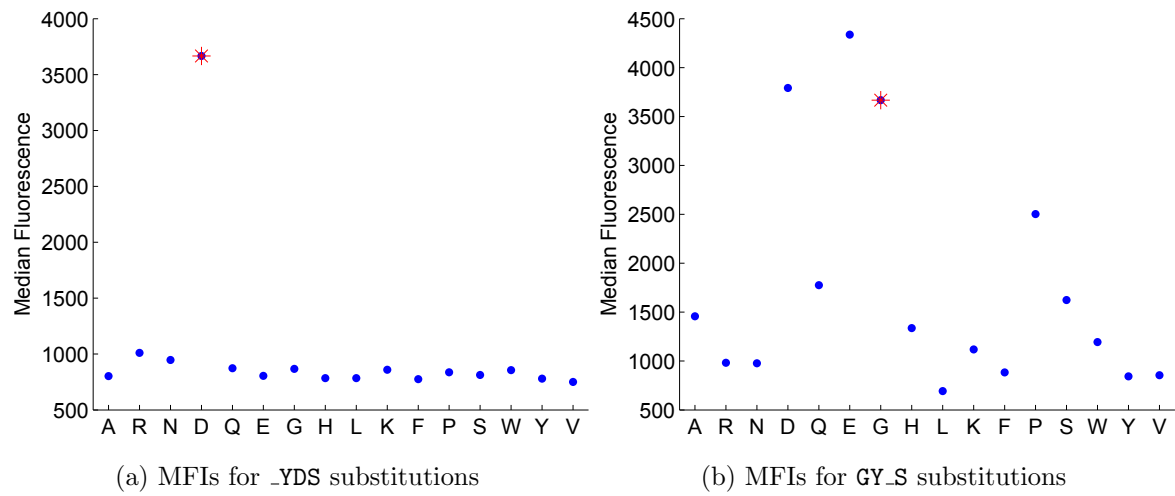 4000
3500
3000
2500
2000
1500
1000
500
Median Fluorescence
A R N D Q E G H L K F P S W Y V
(a) MFIs for _YDS substitutions
4500
4000
3500
3000
2500
2000
1500
1000
500
Median Fluorescence
A R N D Q E G H L K F P S W Y V
(b) MFIs for GY_S substitutions